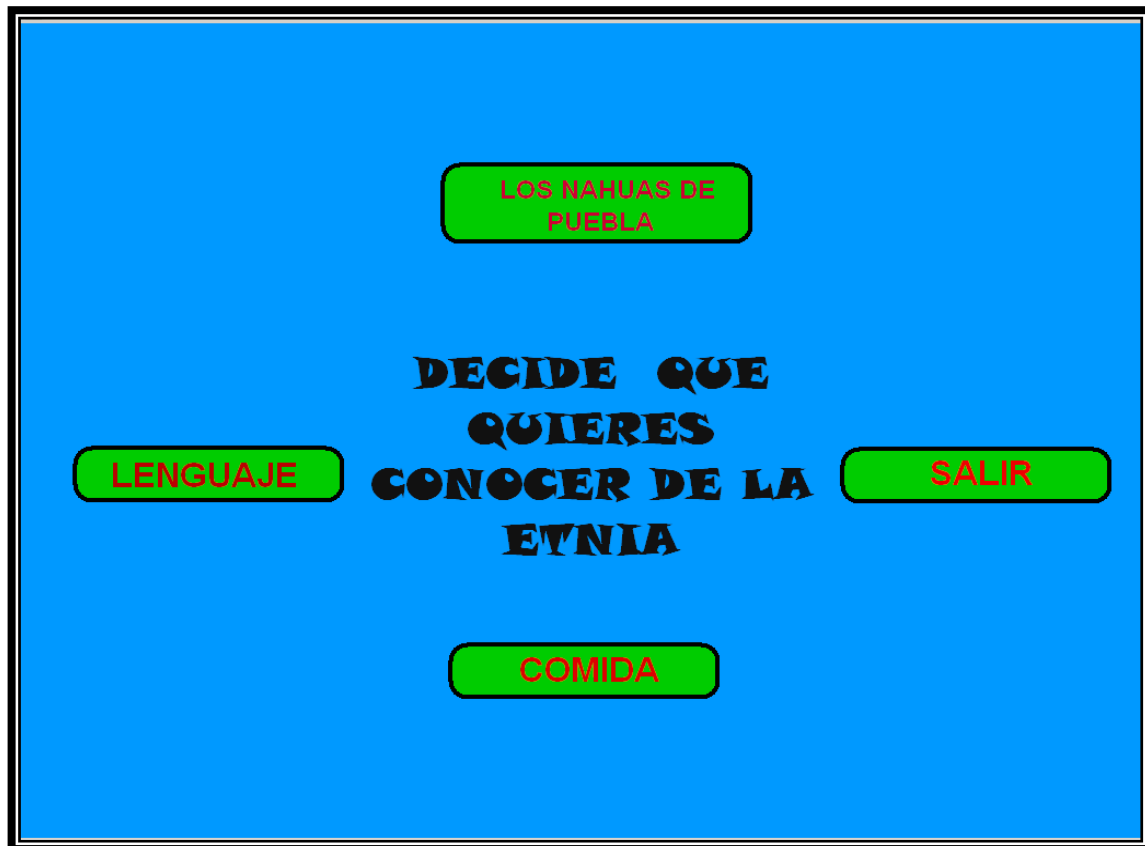 LOS NAHUAS DE
PUEBLA
DECIDE QUE
QUIERES
CONOCER DE LA
ETNIA
LENGUAJE
SALIR
COMIDA